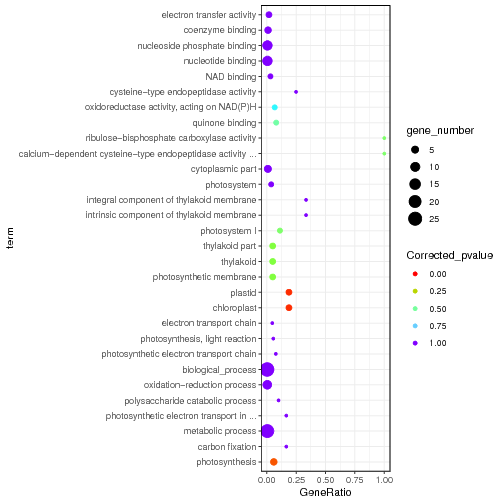 electron transfer activity
coenzyme binding
nucleoside phosphate binding
nucleotide binding
NAD binding
cysteine−type endopeptidase activity
oxidoreductase activity, acting on NAD(P)H
quinone binding
ribulose−bisphosphate carboxylase activity
calcium−dependent cysteine−type endopeptidase activity ...
cytoplasmic part
photosystem
integral component of thylakoid membrane
intrinsic component of thylakoid membrane
photosystem I
thylakoid part
thylakoid
photosynthetic membrane
plastid
chloroplast
electron transport chain
photosynthesis, light reaction
photosynthetic electron transport chain
biological_process
oxidation−reduction process
polysaccharide catabolic process
photosynthetic electron transport in ...
metabolic process
carbon fixation
photosynthesis
term
0.00 0.25 0.50 0.75 1.00
GeneRatio
gene_number
5
10
15
20
25
Corrected_pvalue
0.00
0.25
0.50
0.75
1.00